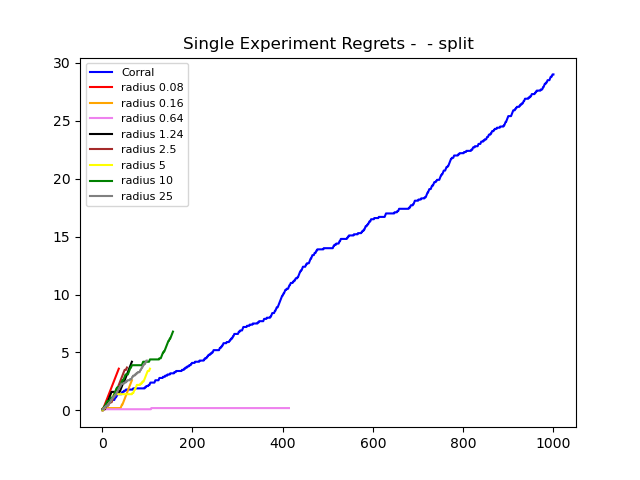 Single Experiment Regrets -  - split
30
25
20
15
10
5
0
Corral
radius 0.08
radius 0.16
radius 0.64
radius 1.24
radius 2.5
radius 5
radius 10
radius 25
0 200 400 600 800 1000